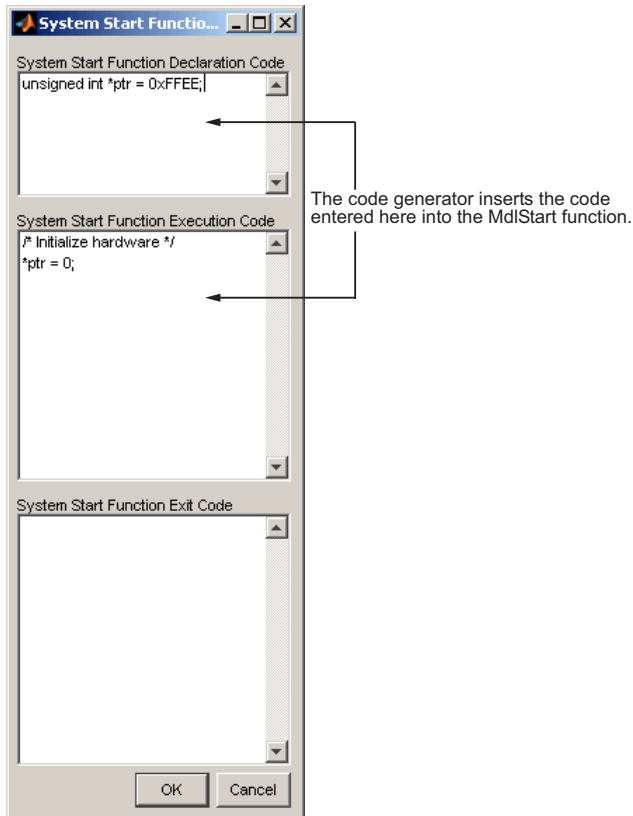 System Start Functio...
System Start Function Declaration Code
unsigned int *ptr = 0xFFEE;
The code generator inserts the code
entered here into the MdlStart function.
System Start Function Execution Code
/* Initialize hardware */
*ptr = 0;
System Start Function Exit Code
OK
Cancel